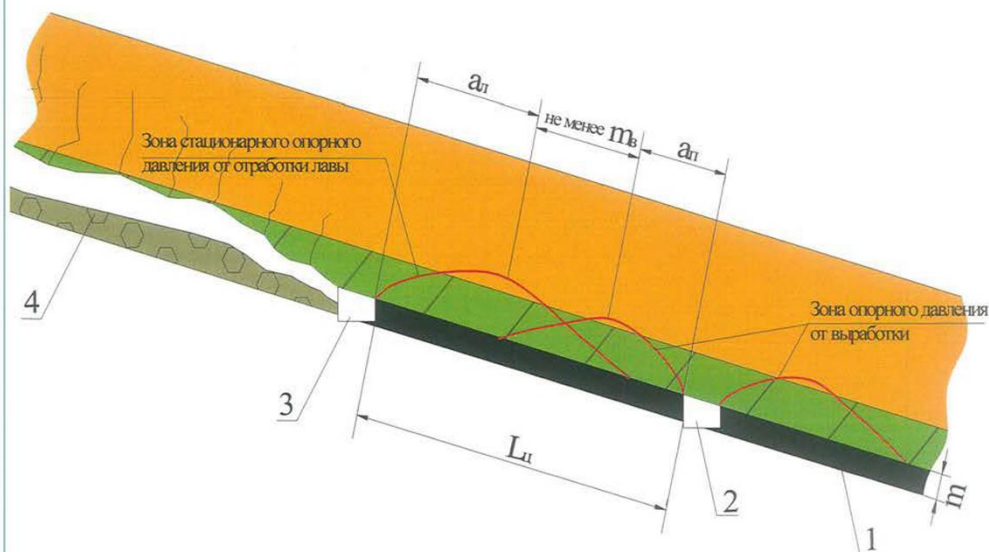 aл
не менее mв
aп
Зона стационарного опорного
давления от отработки лавы
4
Зона опорного давления
от выработки
3
Lц
2
m
1